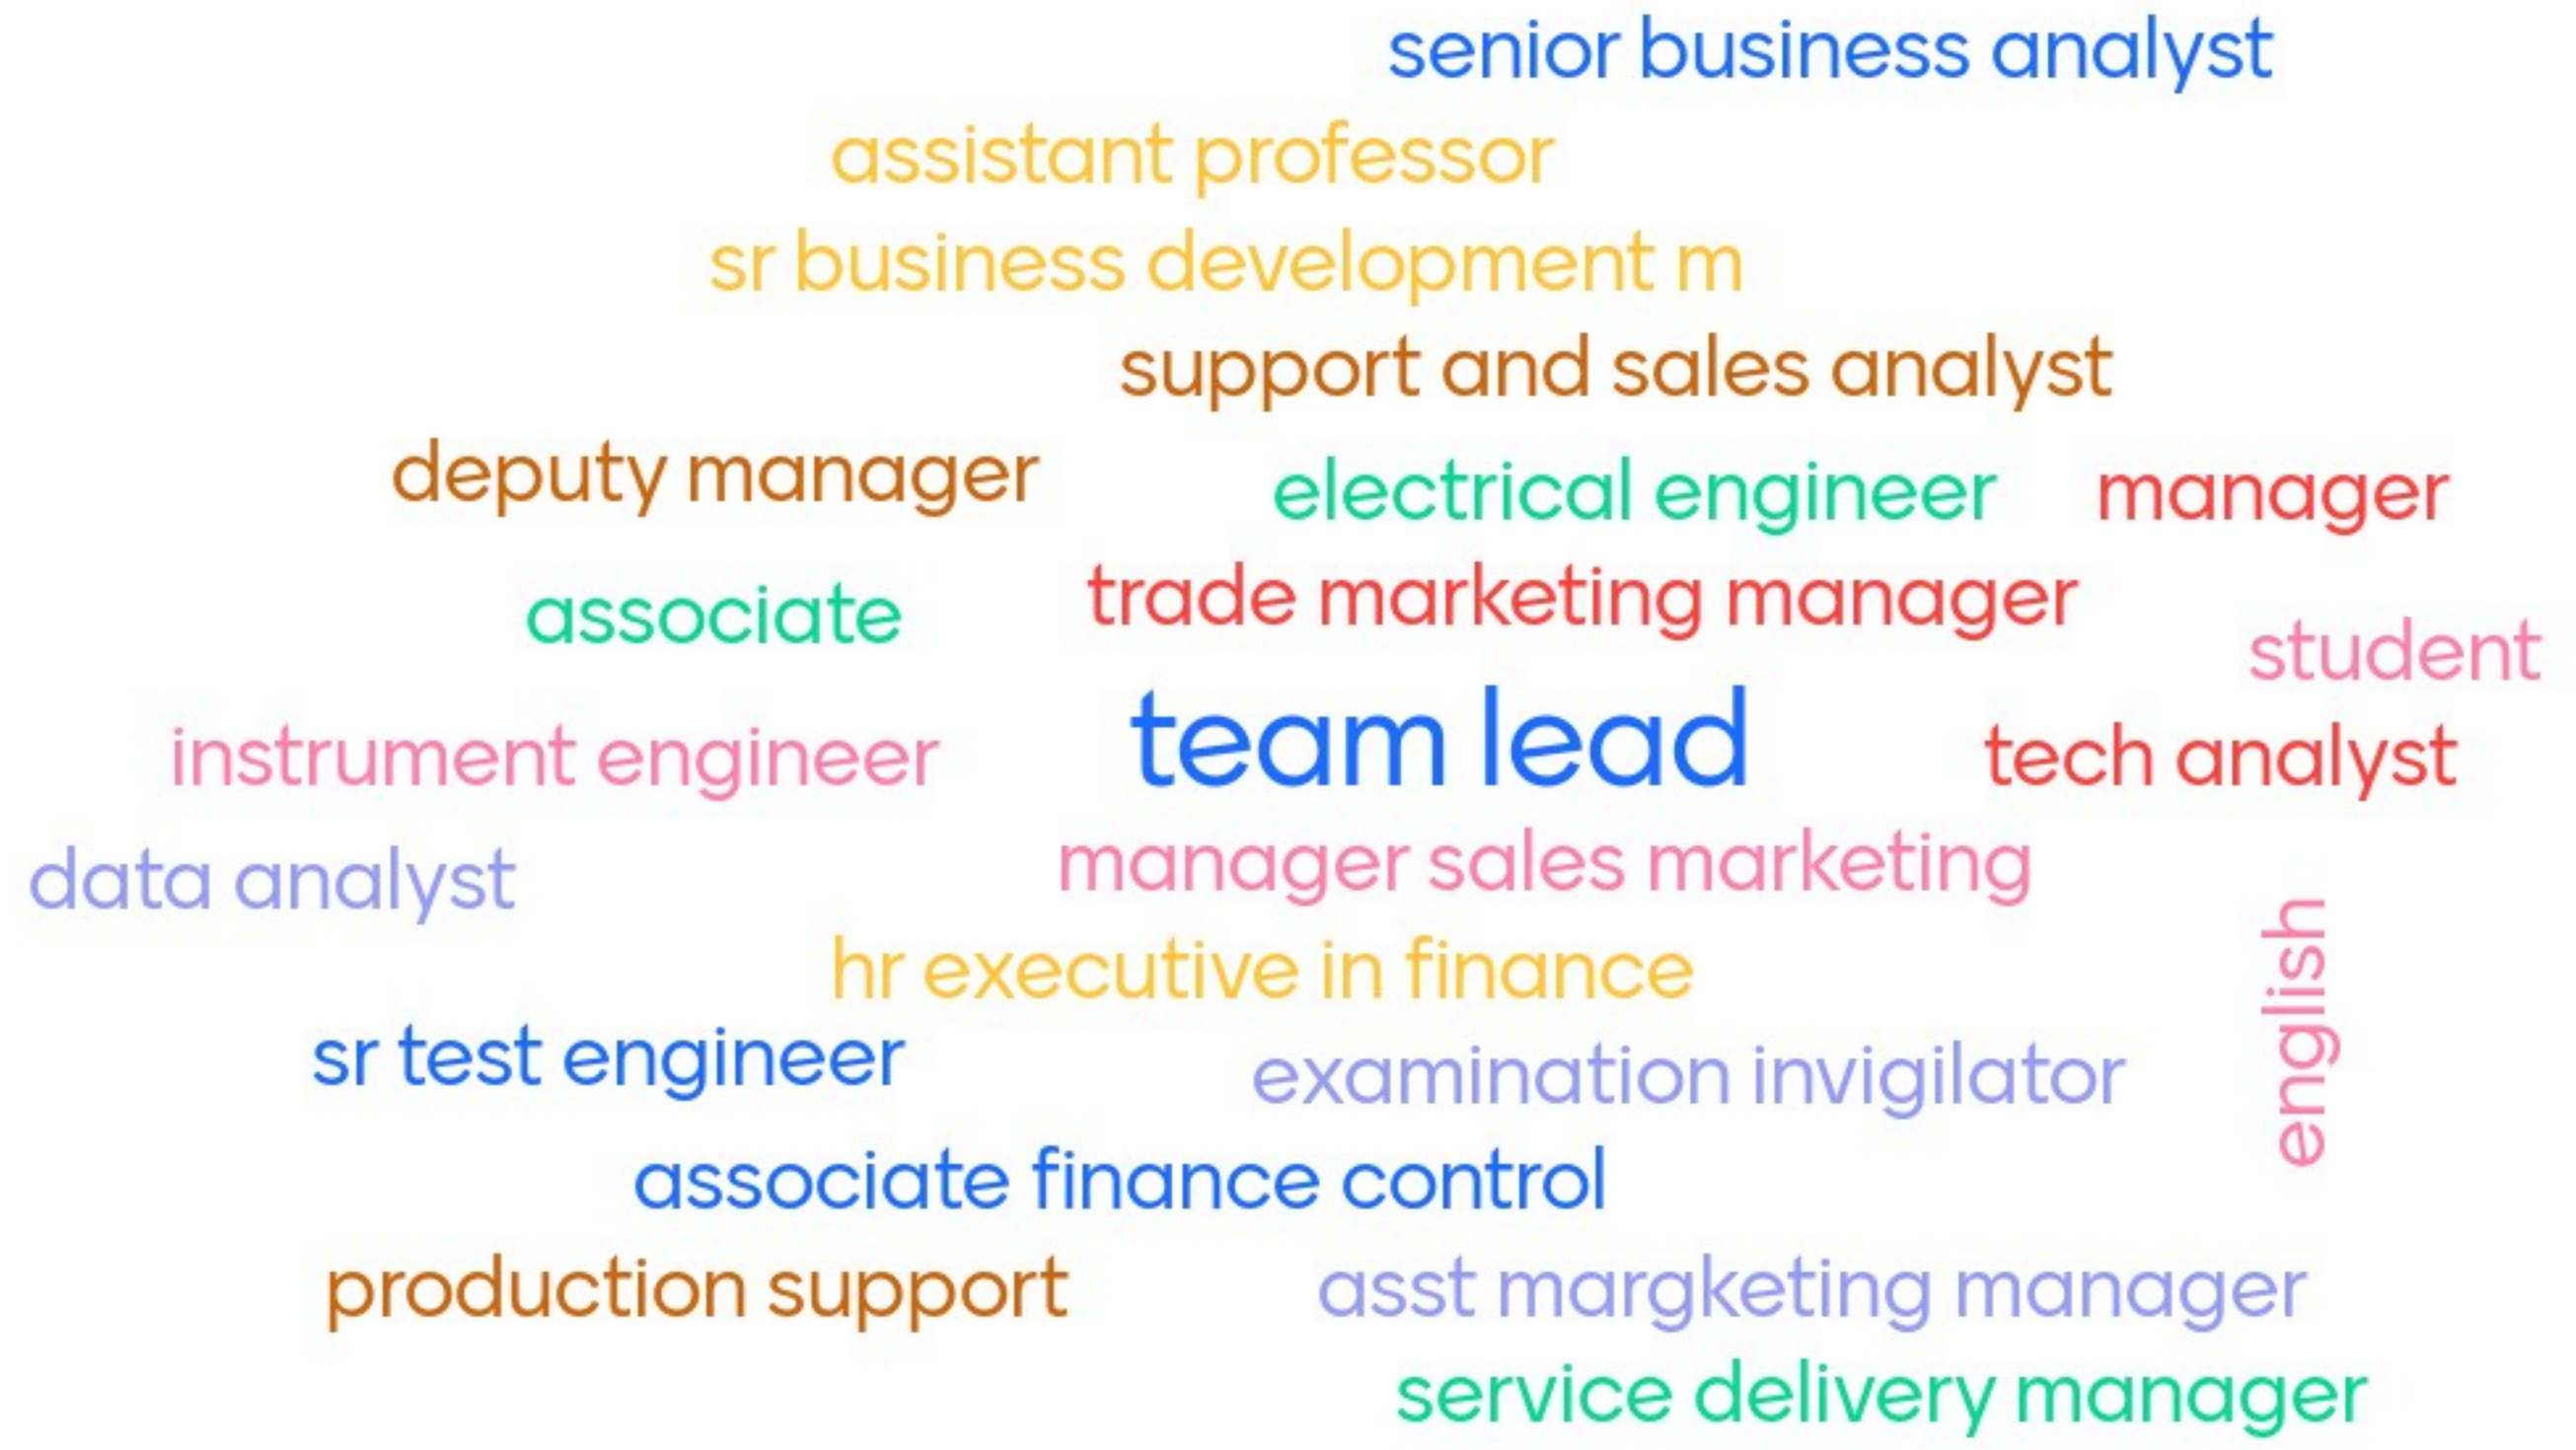 senior business analyst
assistant professor
sr business development m
support and sales analyst
deputy manager
electrical engineer
manager
associate
trade marketing manager
student
instrument engineer
team lead
tech analyst
data analyst
manager sales marketing
english
hr executive in finance
sr test engineer
examination invigilator
associate finance control
production support
asst margketing manager
service delivery manager